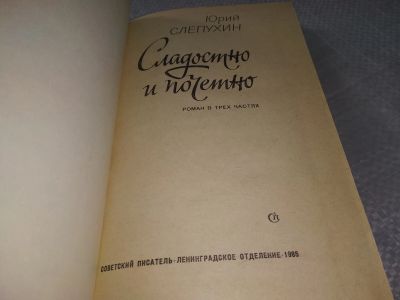 Юрий
СЛЕПУХИН
Сладостно
и почетно
РОМАН В ТРЕХ ЧАСТЯХ
СОВЕТСКИЙ ПИСАТЕЛЬ·ЛЕНИНГРАДСКОЕ ОТДЕЛЕНИЕ·1985